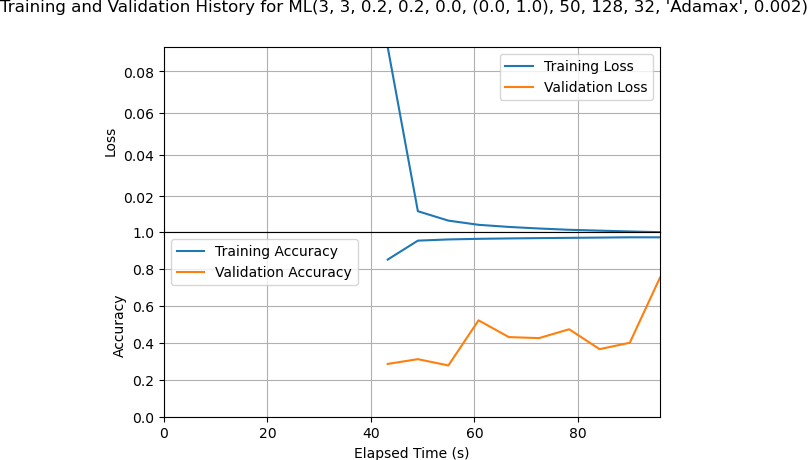 Training and Validation History for ML(3, 3, 0.2, 0.2, 0.0, (0.0, 1.0), 50, 128, 32, 'Adamax', 0.002)
0.08
0.06
0.04
0.02
Loss
Training Loss
Validation Loss
1.0
0.8
0.6
0.4
0.2
0.0
Accuracy
Training Accuracy
Validation Accuracy
0 20 40 60 80
Elapsed Time (s)